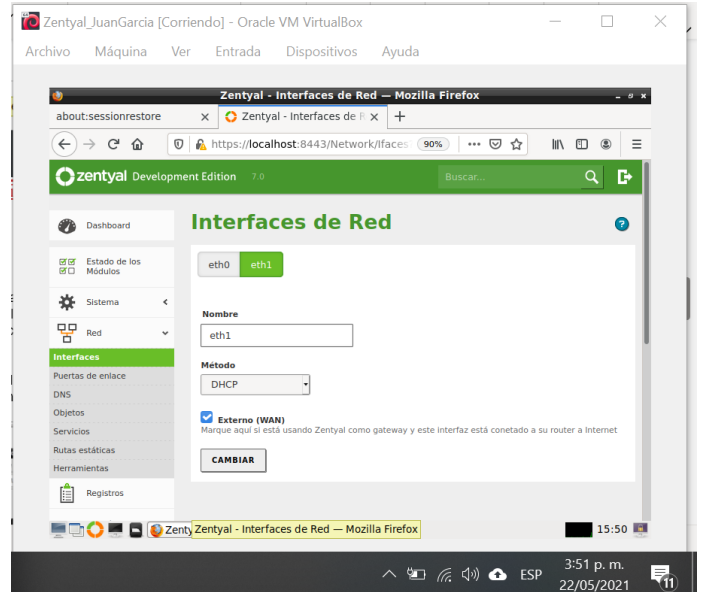 Zentyal_JuanGarcia [Corriendo] - Oracle VM VirtualBox
Archivo Máquina Ver Entrada Dispositivos Ayuda
Zentyal - Interfaces de Red — Mozilla Firefox
about:sessionrestore Zentyal - Interfaces de R
https://localhost:8443/Network/Ifaces 90%
zentyal Development Edition 7.0 Buscar...
Dashboard
Estado de los
Módulos
Sistema
Red
Interfaces
Puertas de enlace
DNS
Objetos
Servicios
Rutas estáticas
Herramientas
Registros
Interfaces de Red
eth0 eth1
Nombre
eth1
Método
DHCP
Externo (WAN)
Marque aquí si está usando Zentyal como gateway y este interfaz está conetado a su router a Internet
CAMBIAR
Zenty Zentyal - Interfaces de Red — Mozilla Firefox 15:50
ESP 3:51 p. m.
22/05/2021 11